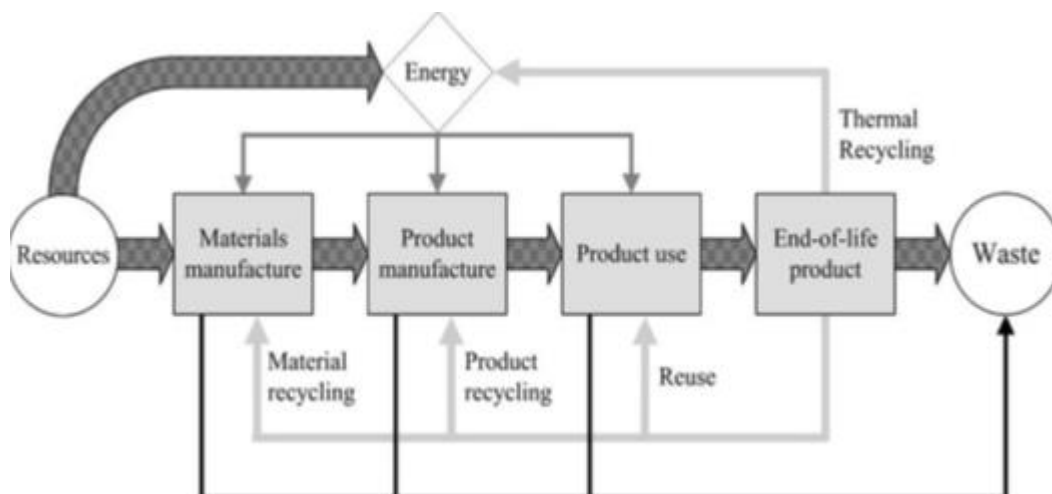 Energy
Thermal
Recycling
Resources
Materials
manufacture
Product
manufacture
Product use
End-of-life
product
Waste
Material
recycling
Product
recycling
Reuse